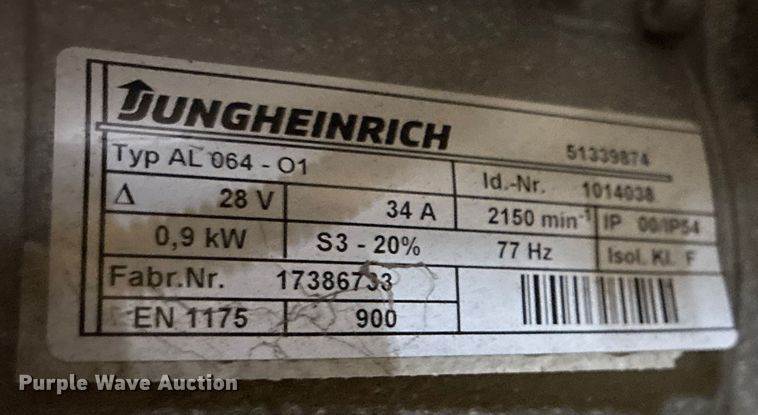 JUNGHEINRICH
51339874
Typ AL 064 - 01
Id.-Nr. 1014038
Δ 28 V 34 A 2150 min⁻¹ IP 00/IP54
0,9 kW S3 - 20% 77 Hz Isol. Kl. F
Fabr.Nr. 17386733
EN 1175 900
Purple Wave Auction